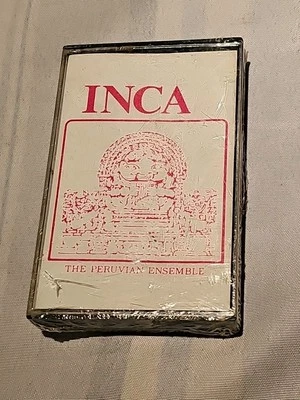 INCA
THE PERUVIAN ENSEMBLE